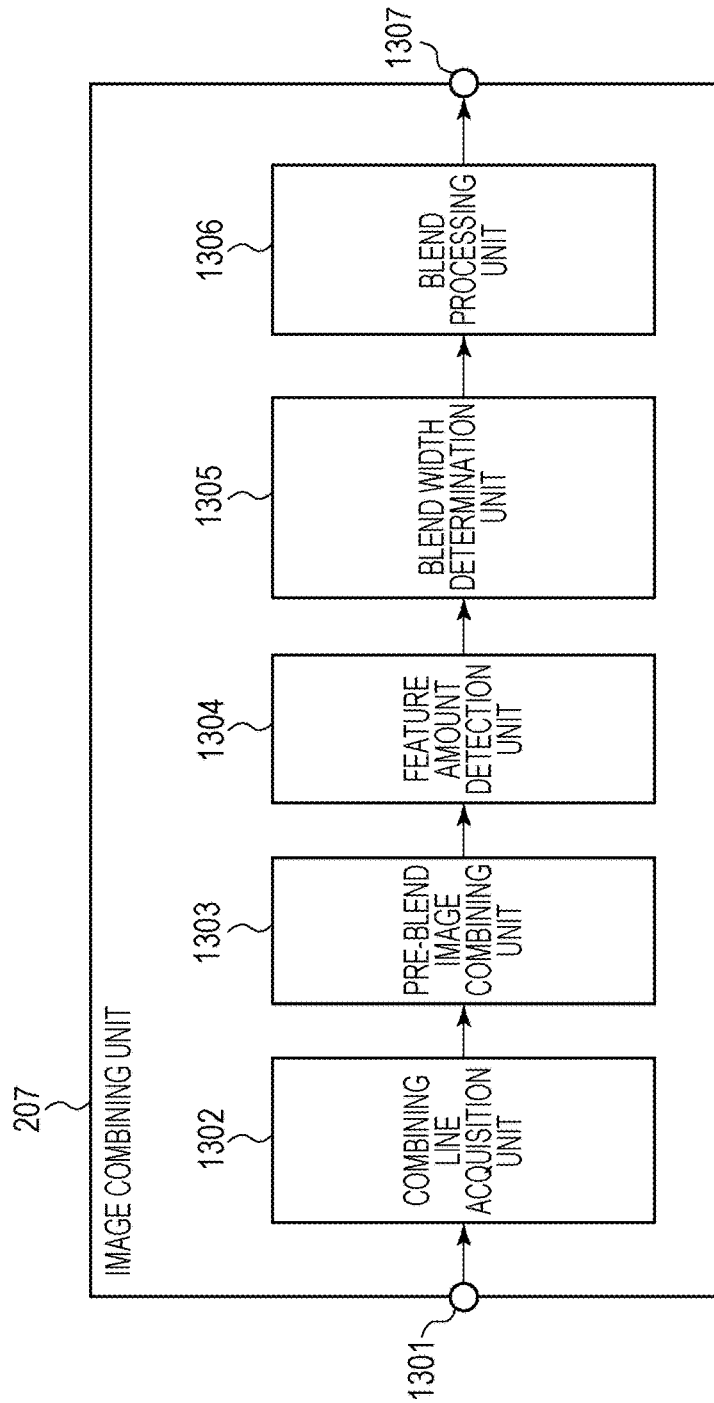 207
IMAGE COMBINING UNIT
1301
1302
COMBINING
LINE
ACQUISITION
UNIT
1303
PRE-BLEND
IMAGE
COMBINING
UNIT
1304
FEATURE
AMOUNT
DETECTION
UNIT
1305
BLEND WIDTH
DETERMINATION
UNIT
1306
BLEND
PROCESSING
UNIT
1307